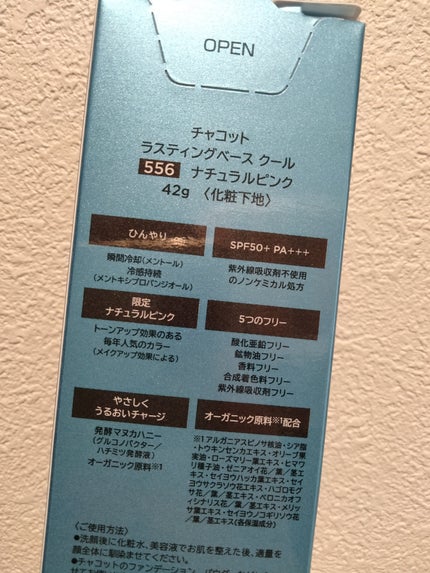 OPEN
チャコット
ラスティングベース クール
556 ナチュラルピンク
42g 〈化粧下地〉
ひんやり
瞬間冷却(メントール)
冷感持続
(メントキシプロパンジオール)
SPF50+ PA+++
紫外線吸収剤不使用
のノンケミカル処方
限定
ナチュラルピンク
トーンアップ効果のある
毎年人気のカラー
(メイクアップ効果による)
5つのフリー
酸化亜鉛フリー
鉱物油フリー
香料フリー
合成着色料フリー
紫外線吸収剤フリー
やさしく
うるおいチャージ
発酵マヌカハニー
(グルコノバクター/
ハチミツ発酵液)
オーガニック原料※1
オーガニック原料※1配合
※1アルガニアスピノサ核油・シア脂
・トウキンセンカエキス・オリーブ果
実油・ローズマリー葉エキス・ヒマワ
リ種子油・ゼニアオイ花/葉/茎エキ
ス・セイヨウハッカ葉エキス・セイ
ヨウサクラソウ花エキス・ハゴロモグ
サ花/葉/茎エキス・ベロニカオフ
ィシナリス花/葉/茎エキス・メリッ
サ葉エキス・セイヨウノコギリソウ花
/葉/茎エキス(各保湿成分)
〈ご使用方法〉
●洗顔後に化粧水、美容液でお肌を整えた後、適量を
顔全体に馴染ませてください。
●チャコットのファンデーション、パウダー